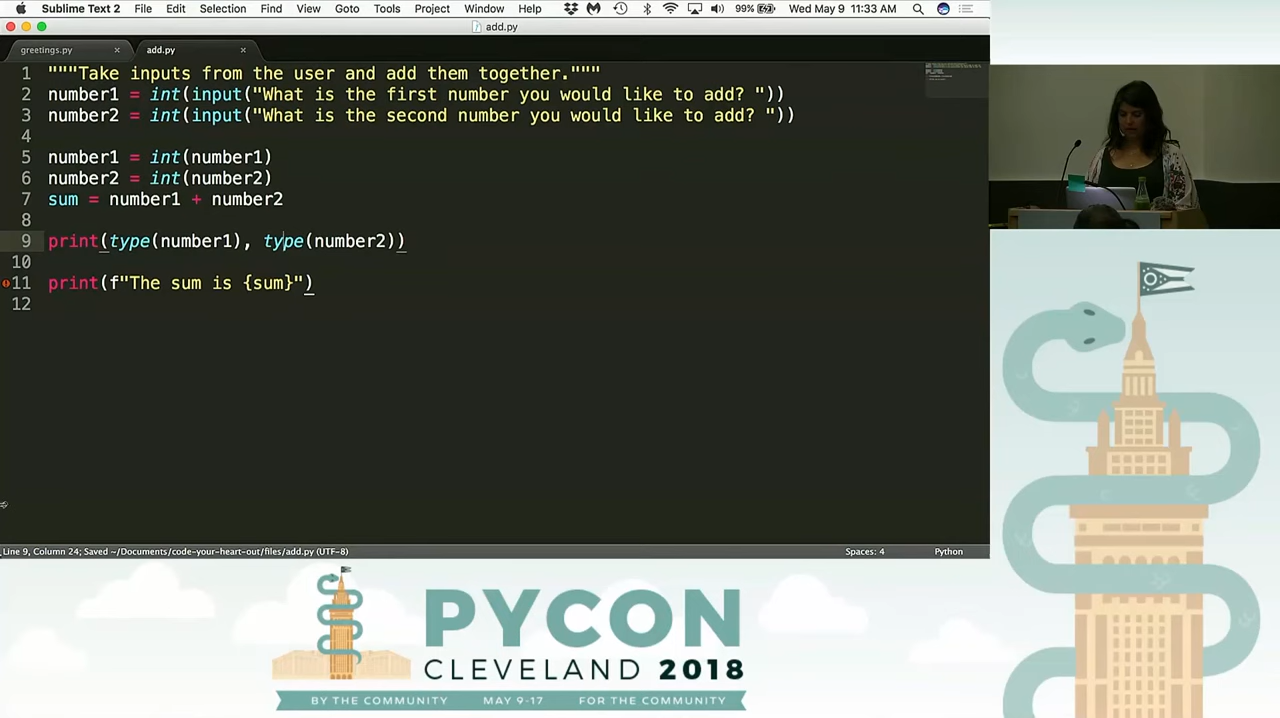 Sublime Text 2 File Edit Selection Find View Goto Tools Project Window Help 99% Wed May 9 11:33 AM
add.py
greetings.py × add.py ×
1 """Take inputs from the user and add them together."""
2 number1 = int(input("What is the first number you would like to add? "))
3 number2 = int(input("What is the second number you would like to add? "))
4
5 number1 = int(number1)
6 number2 = int(number2)
7 sum = number1 + number2
8
9 print(type(number1), type(number2))
10
11 print(f"The sum is {sum}")
12
Line 9, Column 24; Saved ~/Documents/code-your-heart-out/files/add.py (UTF-8) Spaces: 4 Python
PYCON
CLEVELAND 2018
BY THE COMMUNITY MAY 9-17 FOR THE COMMUNITY